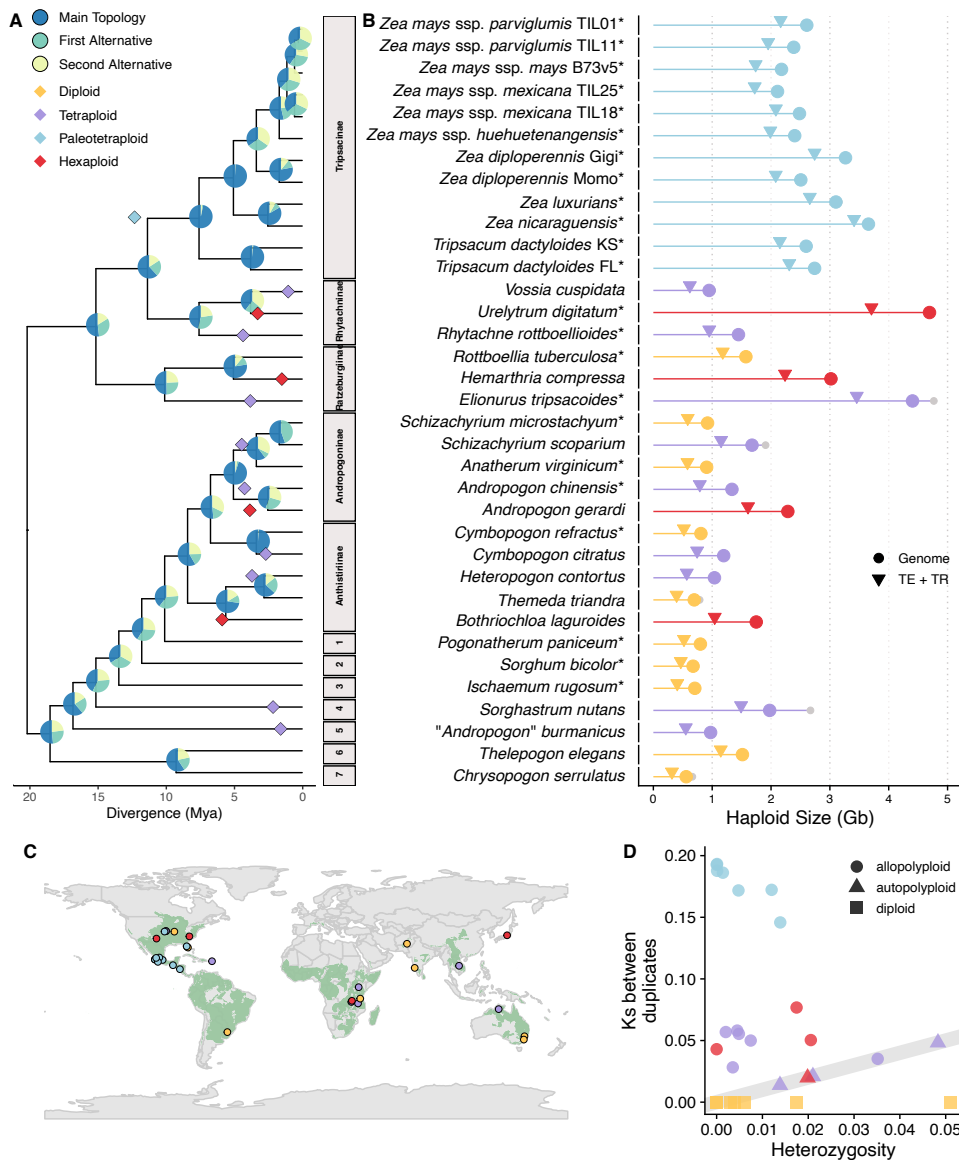 A
Main Topology
First Alternative
Second Alternative
Diploid
Tetraploid
Paleotetraploid
Hexaploid
Tripsacinae
Rhytachninae
Ratzeburgiinae
Andropogoninae
Anthistiriinae
1
2
3
4
5
6
7
20
15
10
5
0
Divergence (Mya)
B
Zea mays ssp. parviglumis TIL01*
Zea mays ssp. parviglumis TIL11*
Zea mays ssp. mays B73v5*
Zea mays ssp. mexicana TIL25*
Zea mays ssp. mexicana TIL18*
Zea mays ssp. huehuetenangensis*
Zea diploperennis Gigi*
Zea diploperennis Momo*
Zea luxurians*
Zea nicaraguensis*
Tripsacum dactyloides KS*
Tripsacum dactyloides FL*
Vossia cuspidata
Urelytrum digitatum*
Rhytachne rottboellioides*
Rottboellia tuberculosa*
Hemarthria compressa
Elionurus tripsacoides*
Schizachyrium microstachyum*
Schizachyrium scoparium
Anatherum virginicum*
Andropogon chinensis*
Andropogon gerardi
Cymbopogon refractus*
Cymbopogon citratus
Heteropogon contortus
Themeda triandra
Bothriochloa laguroides
Pogonatherum paniceum*
Sorghum bicolor*
Ischaemum rugosum*
Sorghastrum nutans
"Andropogon" burmanicus
Thelepogon elegans
Chrysopogon serrulatus
Genome
TE + TR
0
1
2
3
4
5
Haploid Size (Gb)
C
D
0.20
0.15
0.10
0.05
0.00
Ks between
duplicates
allopolyploid
autopolyploid
diploid
0.00
0.01
0.02
0.03
0.04
0.05
Heterozygosity